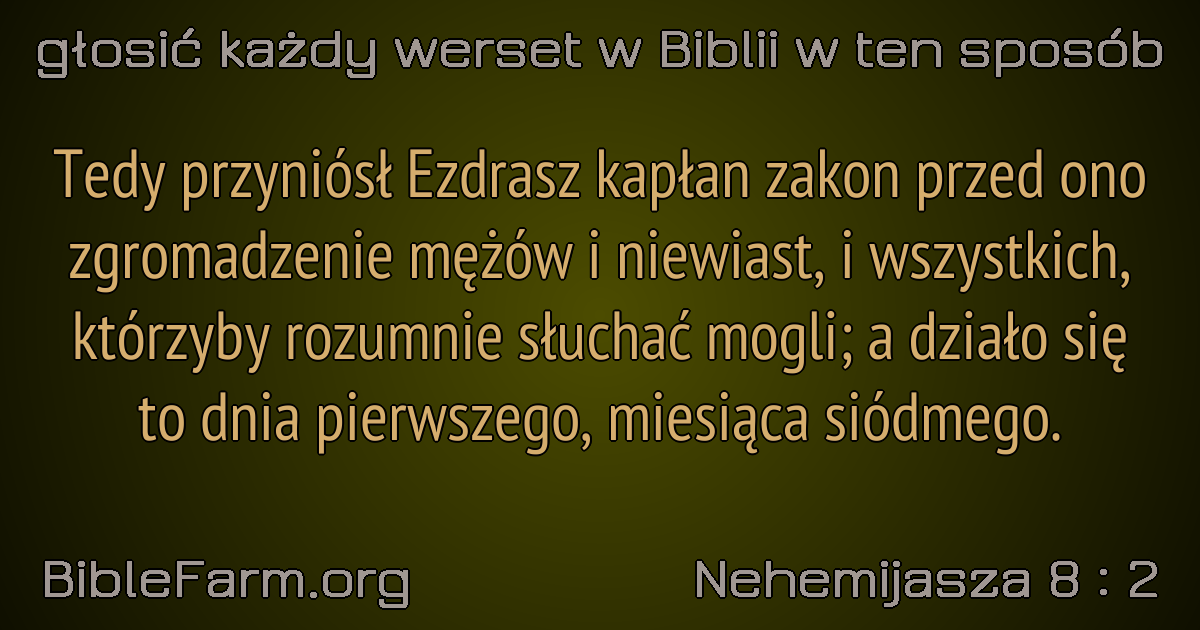 głosić każdy werset w Biblii w ten sposób
Tedy przyniósł Ezdrasz kapłan zakon przed ono
zgromadzenie mężów i niewiast, i wszystkich,
którzyby rozumnie słuchać mogli; a działo się
to dnia pierwszego, miesiąca siódmego.
BibleFarm.org
Nehemijasza 8 : 2